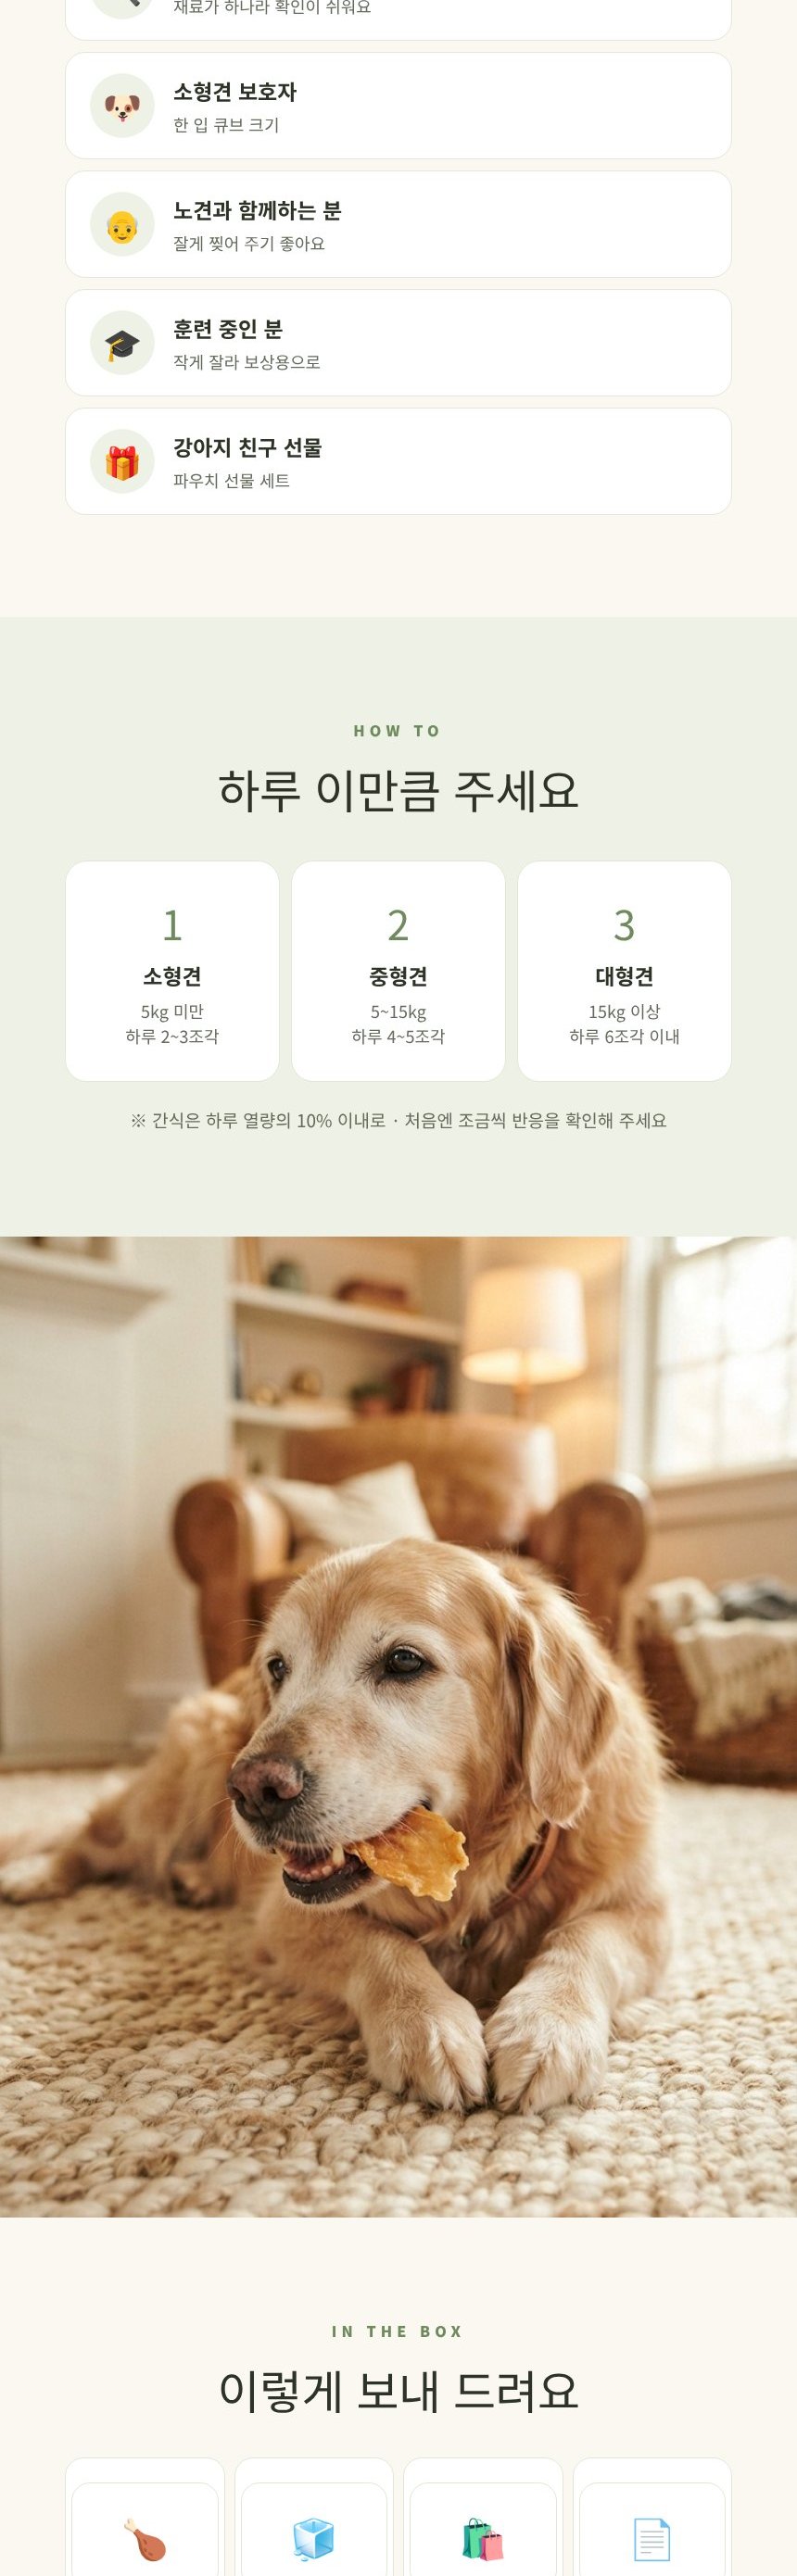 재료가 하나라 확인이 쉬워요
소형견 보호자
한 입 큐브 크기
노견과 함께하는 분
잘게 찢어 주기 좋아요
훈련 중인 분
작게 잘라 보상용으로
강아지 친구 선물
파우치 선물 세트
HOW TO
하루 이만큼 주세요
1
소형견
5kg 미만
하루 2~3조각
2
중형견
5~15kg
하루 4~5조각
3
대형견
15kg 이상
하루 6조각 이내
※ 간식은 하루 열량의 10% 이내로 · 처음엔 조금씩 반응을 확인해 주세요
IN THE BOX
이렇게 보내 드려요